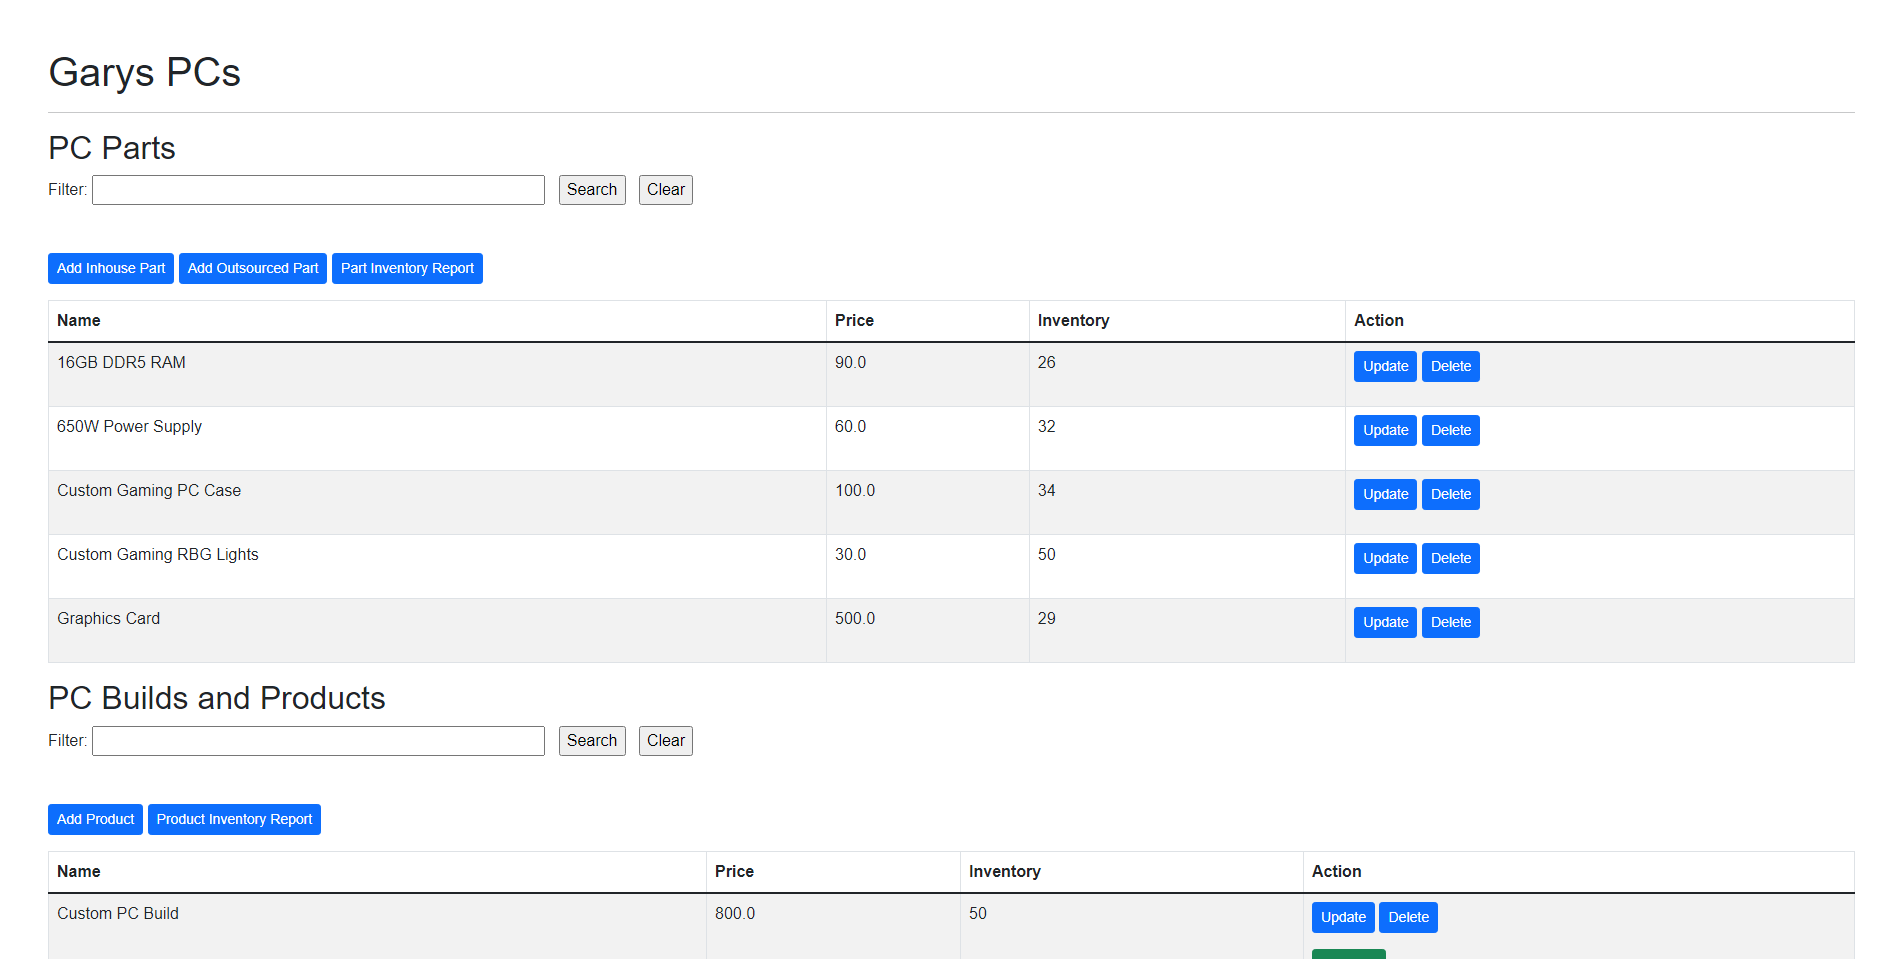 Garys PCs
PC Parts
Filter: Search Clear
Add Inhouse Part Add Outsourced Part Part Inventory Report
Name Price Inventory Action
16GB DDR5 RAM 90.0 26 Update Delete
650W Power Supply 60.0 32 Update Delete
Custom Gaming PC Case 100.0 34 Update Delete
Custom Gaming RBG Lights 30.0 50 Update Delete
Graphics Card 500.0 29 Update Delete
PC Builds and Products
Filter: Search Clear
Add Product Product Inventory Report
Name Price Inventory Action
Custom PC Build 800.0 50 Update Delete